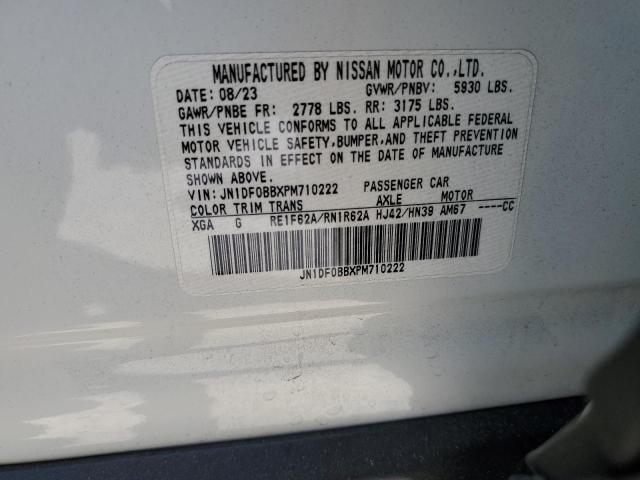 MANUFACTURED BY NISSAN MOTOR CO.,LTD.
DATE: 08/23 GVWR/PNBV: 5930 LBS.
GAWR/PNBE FR: 2778 LBS. RR: 3175 LBS.
THIS VEHICLE CONFORMS TO ALL APPLICABLE FEDERAL
MOTOR VEHICLE SAFETY,BUMPER,AND THEFT PREVENTION
STANDARDS IN EFFECT ON THE DATE OF MANUFACTURE
SHOWN ABOVE.
VIN: JN1DF0BBXPM710222 PASSENGER CAR
COLOR TRIM TRANS AXLE MOTOR
XGA G RE1F62A/RN1R62A HJ42/HN39 AM67 ----CC
JN1DF0BBXPM710222